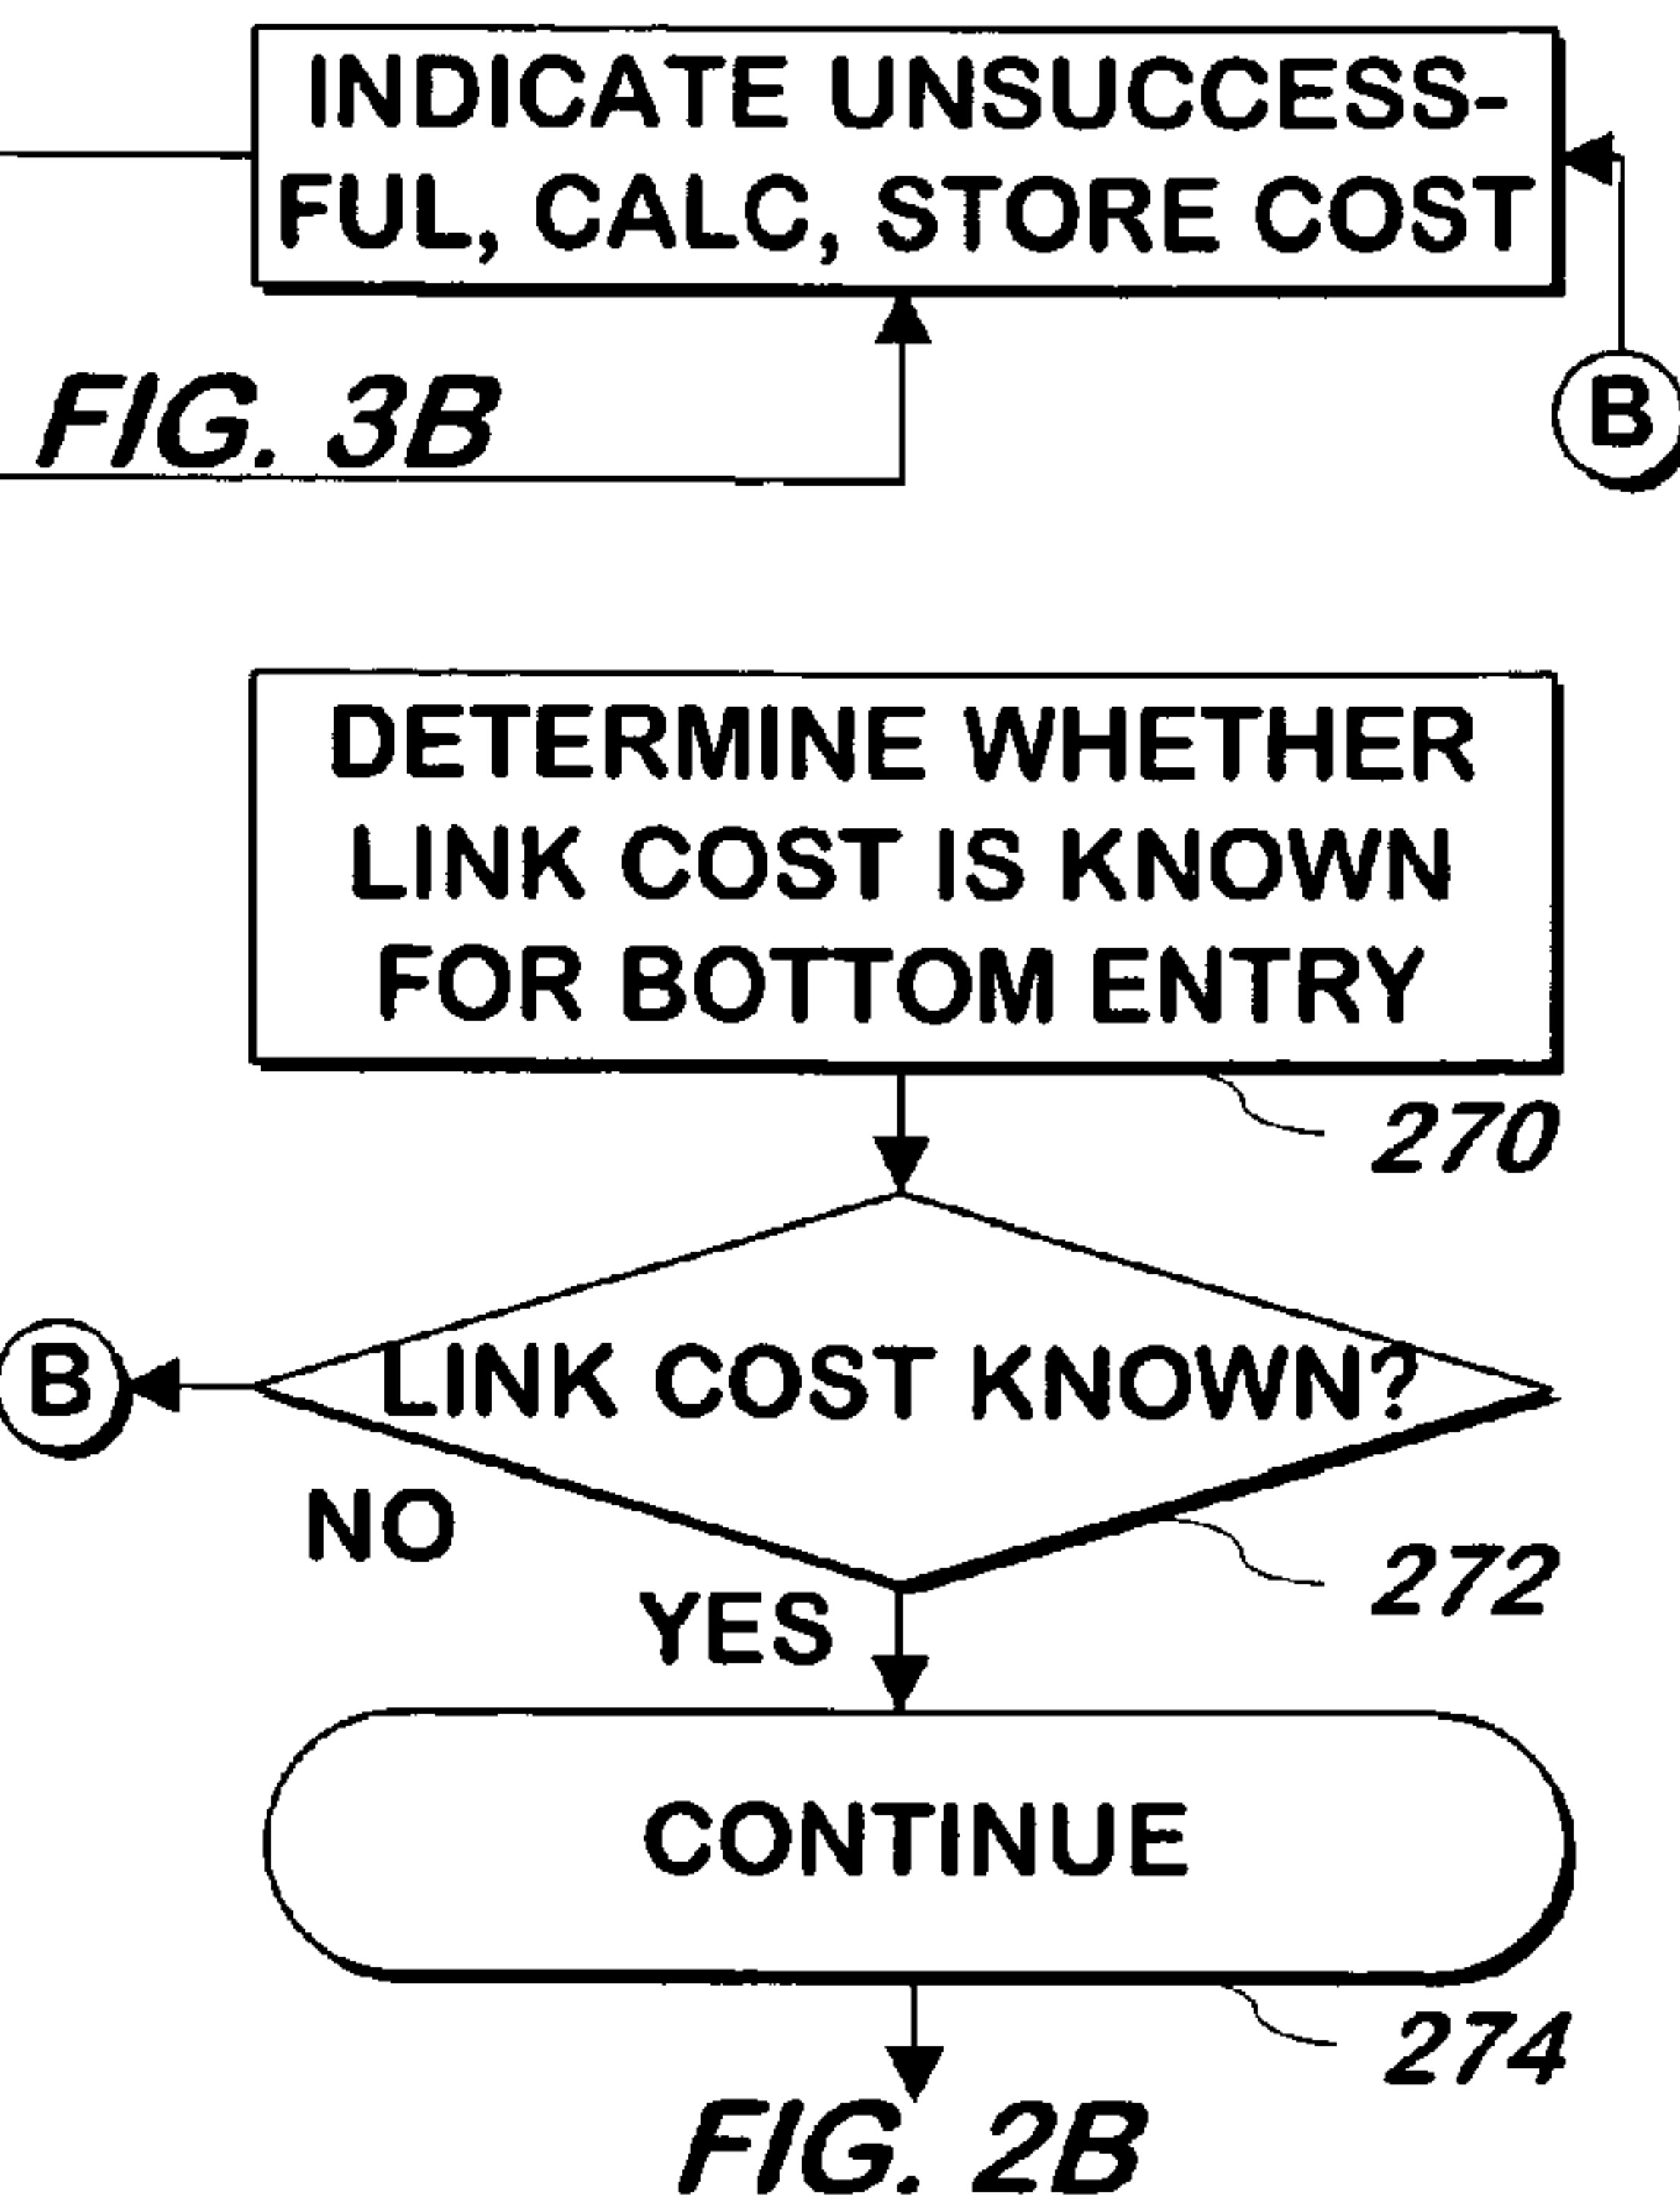 INDICATE UNSUCCESS-
FUL, CALC, STORE COST
FIG. 3B
B
DETERMINE WHETHER
LINK COST IS KNOWN
FOR BOTTOM ENTRY
270
B
LINK COST KNOWN?
NO
272
YES
CONTINUE
274
FIG. 2B